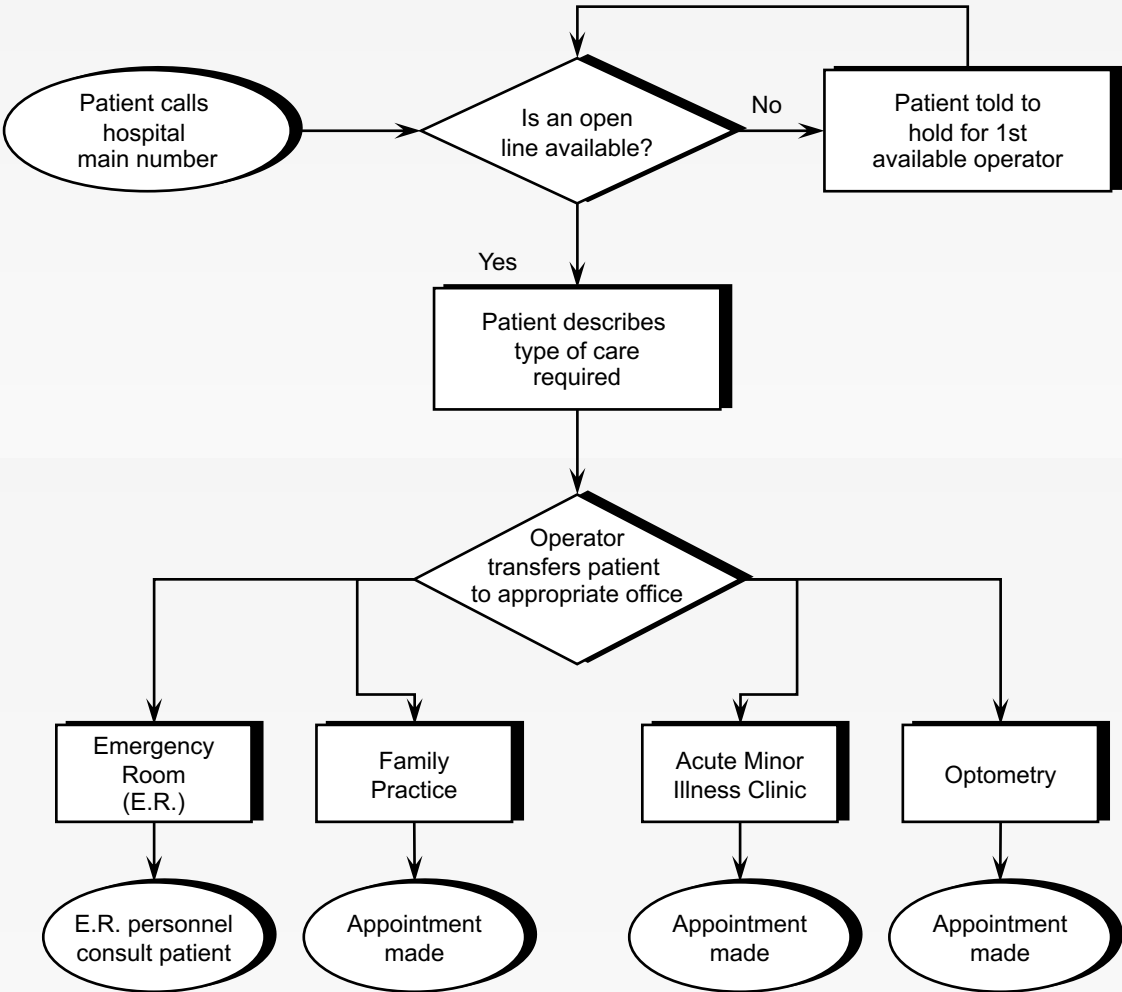 Patient calls
hospital
main number
Is an open
line available?
No
Patient told to
hold for 1st
available operator
Yes
Patient describes
type of care
required
Operator
transfers patient
to appropriate office
Emergency
Room
(E.R.)
Family
Practice
Acute Minor
Illness Clinic
Optometry
E.R. personnel
consult patient
Appointment
made
Appointment
made
Appointment
made